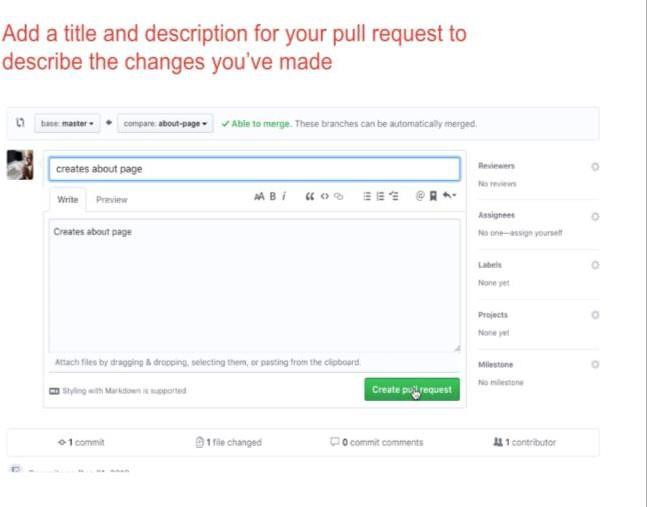 Add a title and description for your pull request to
describe the changes you've made
base: master compare: about-page Able to merge. These branches can be automatically merged.
creates about page
Write Preview
AA B i
Creates about page
Attach files by dragging & dropping, selecting them, or pasting from the clipboard.
Styling with Markdown is supported
Create pull request
Reviewers
No reviews
Assignees
No one—assign yourself
Labels
None yet
Projects
None yet
Milestone
No milestone
1 commit 1 file changed 0 commit comments 1 contributor